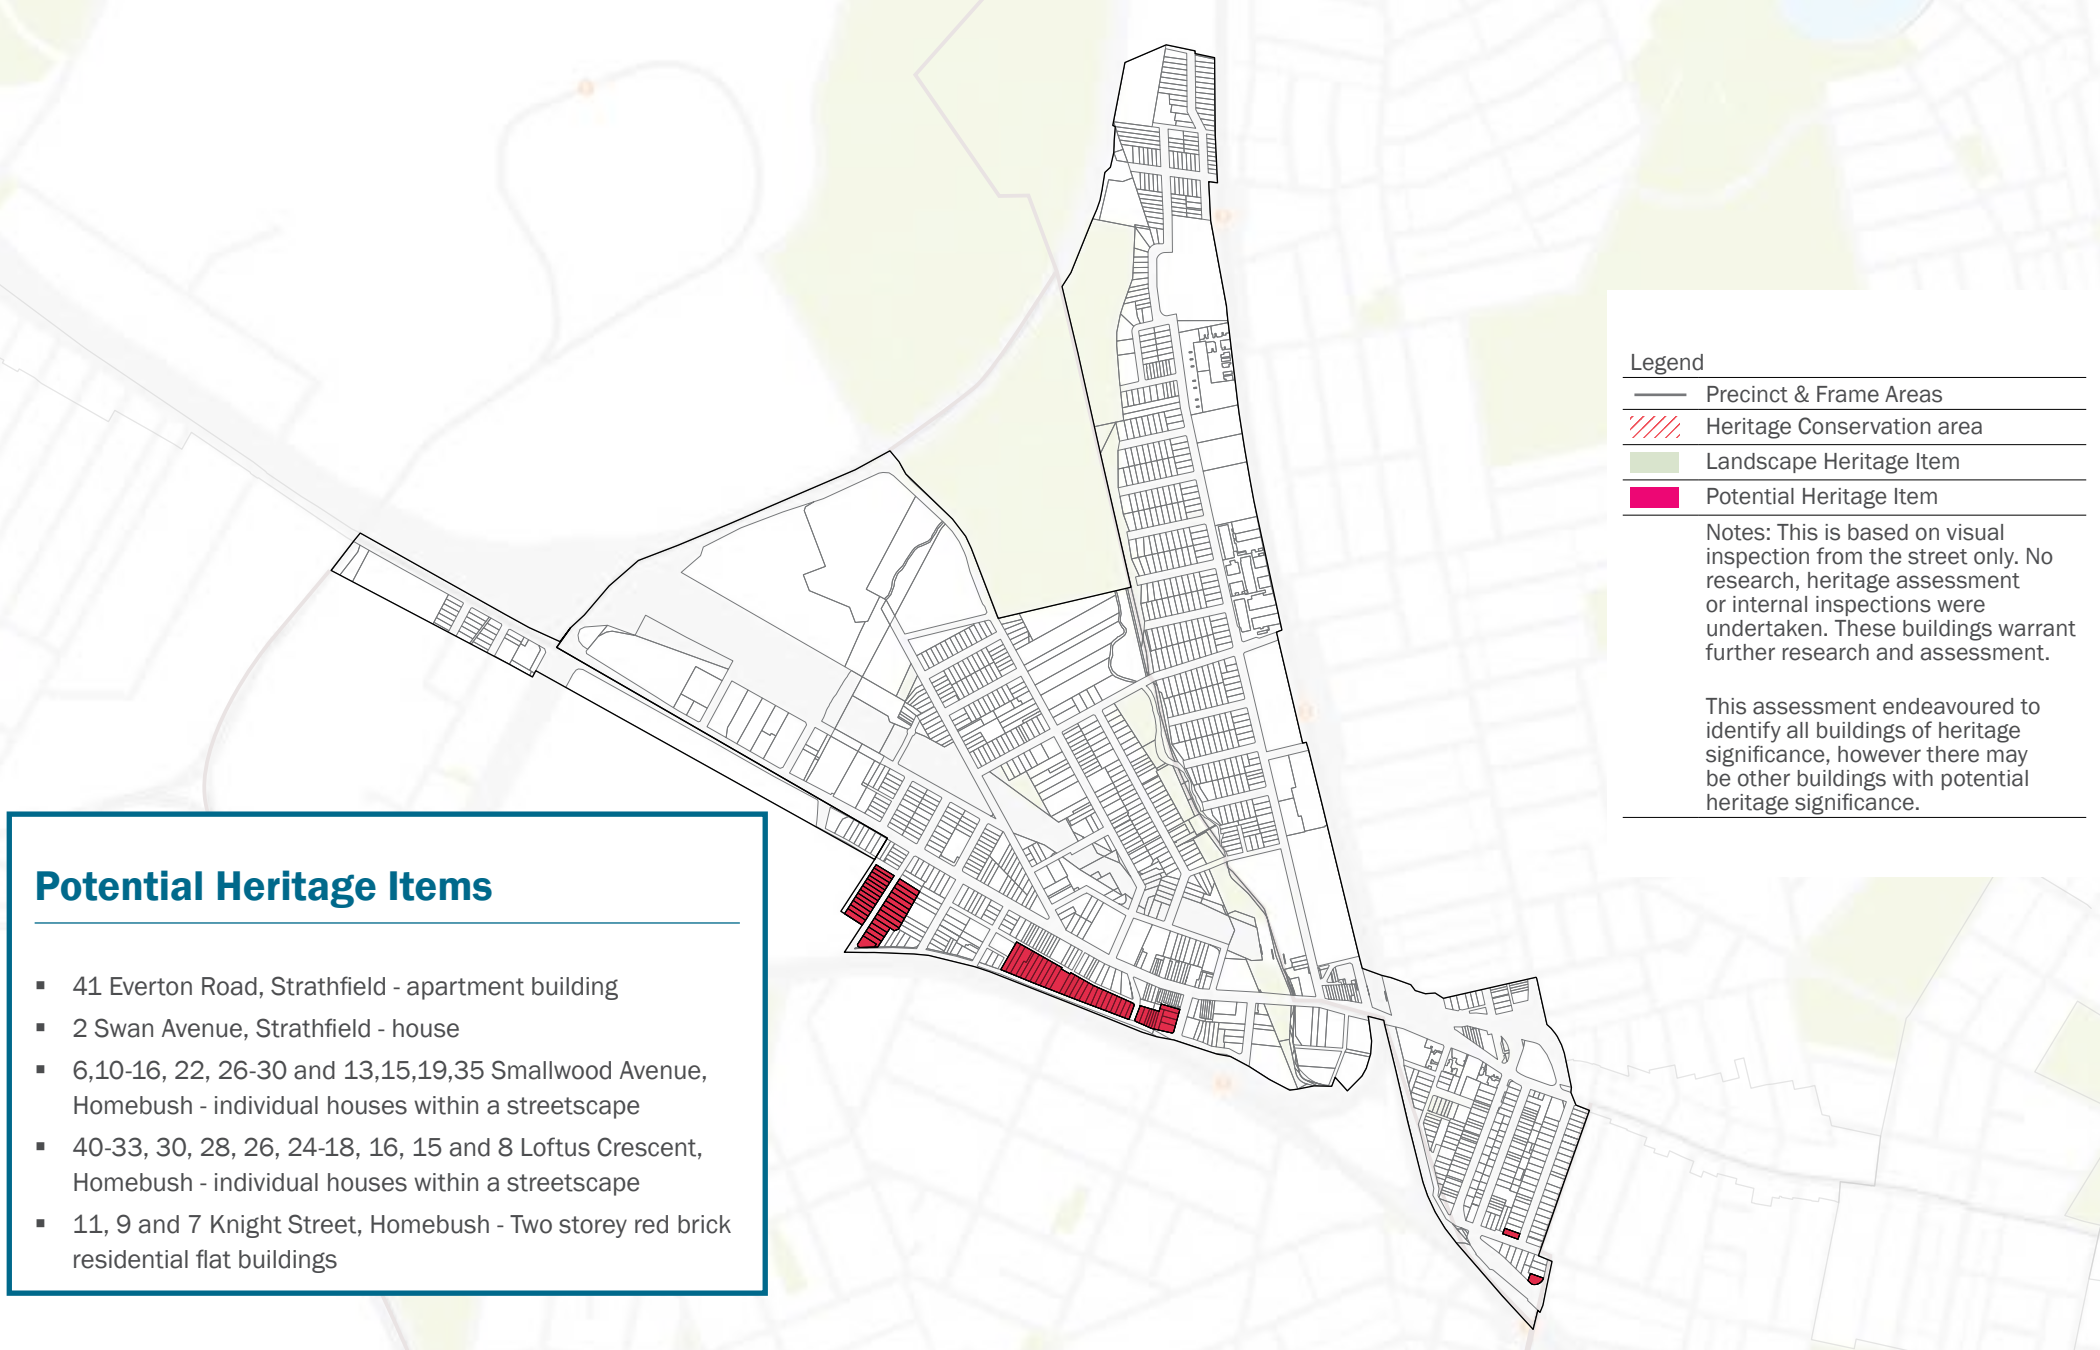 Legend
Precinct & Frame Areas
Heritage Conservation area
Landscape Heritage Item
Potential Heritage Item
Notes: This is based on visual
inspection from the street only. No
research, heritage assessment
or internal inspections were
undertaken. These buildings warrant
further research and assessment.
This assessment endeavoured to
identify all buildings of heritage
significance, however there may
be other buildings with potential
heritage significance.
Potential Heritage Items
▪ 41 Everton Road, Strathfield - apartment building
▪ 2 Swan Avenue, Strathfield - house
▪ 6,10-16, 22, 26-30 and 13,15,19,35 Smallwood Avenue,
Homebush - individual houses within a streetscape
▪ 40-33, 30, 28, 26, 24-18, 16, 15 and 8 Loftus Crescent,
Homebush - individual houses within a streetscape
▪ 11, 9 and 7 Knight Street, Homebush - Two storey red brick
residential flat buildings